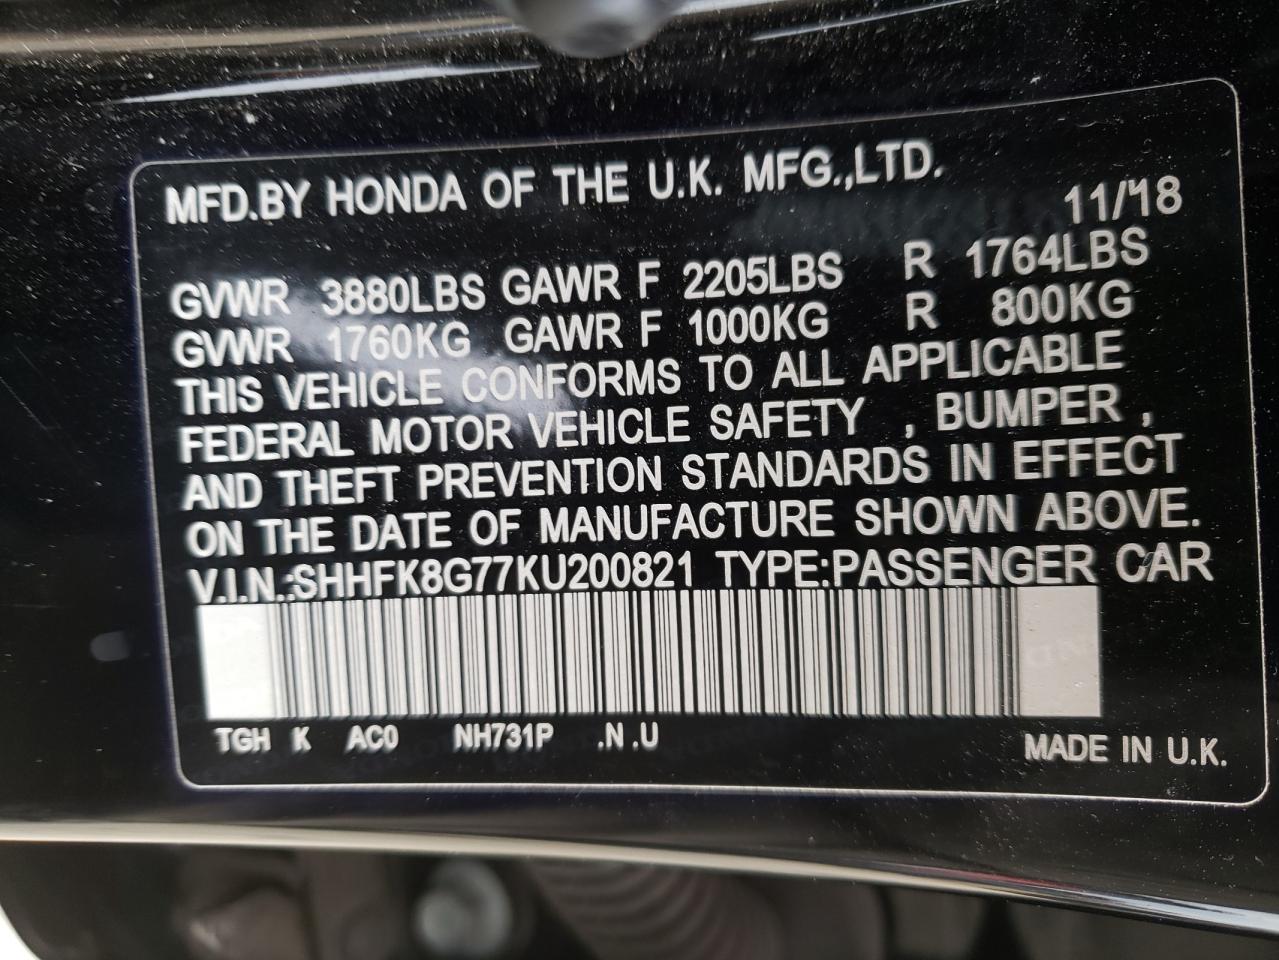 MFD.BY HONDA OF THE U.K. MFG.,LTD.
11/18
GVWR 3880LBS GAWR F 2205LBS R 1764LBS
GVWR 1760KG GAWR F 1000KG R 800KG
THIS VEHICLE CONFORMS TO ALL APPLICABLE
FEDERAL MOTOR VEHICLE SAFETY , BUMPER ,
AND THEFT PREVENTION STANDARDS IN EFFECT
ON THE DATE OF MANUFACTURE SHOWN ABOVE.
V.I.N.:SHHFK8G77KU200821 TYPE:PASSENGER CAR
TGH K AC0 NH731P .N .U
MADE IN U.K.